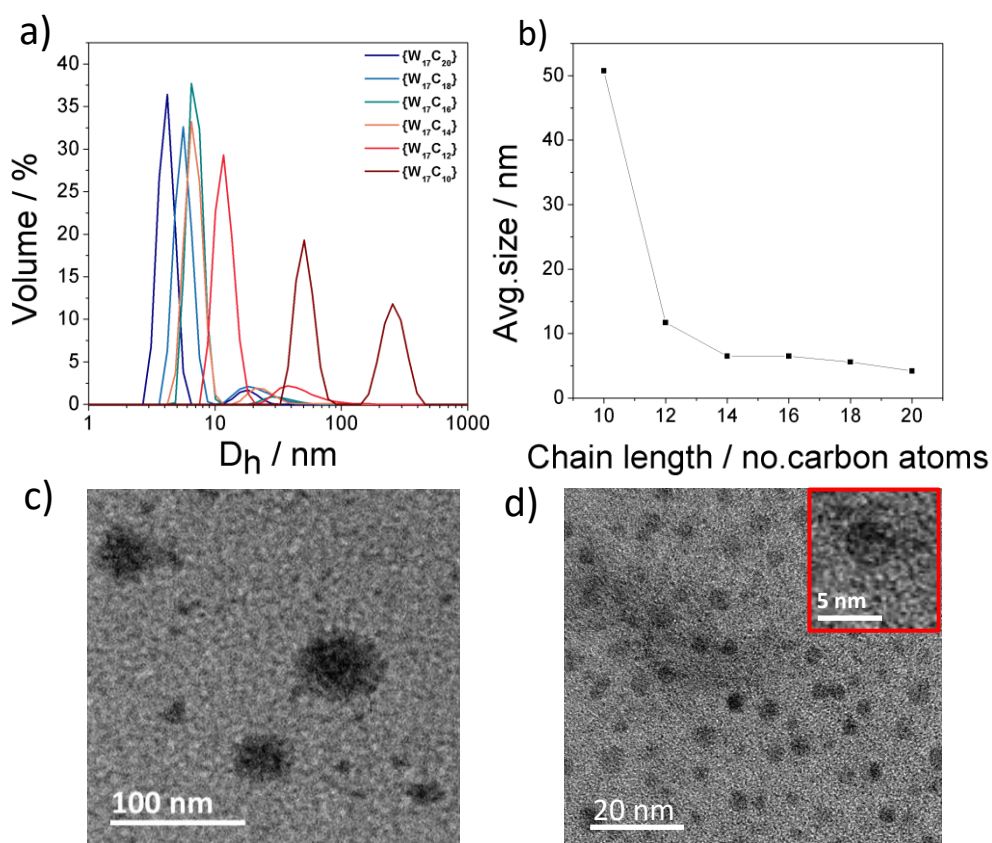 a)
Volume / %
40
35
30
25
20
15
10
5
0
1
10
100
1000
D_h / nm
{W₁₇C₂₀}
{W₁₇C₁₈}
{W₁₇C₁₆}
{W₁₇C₁₄}
{W₁₇C₁₂}
{W₁₇C₁₀}
b)
Avg.size / nm
50
40
30
20
10
0
10
12
14
16
18
20
Chain length / no.carbon atoms
c)
100 nm
d)
5 nm
20 nm